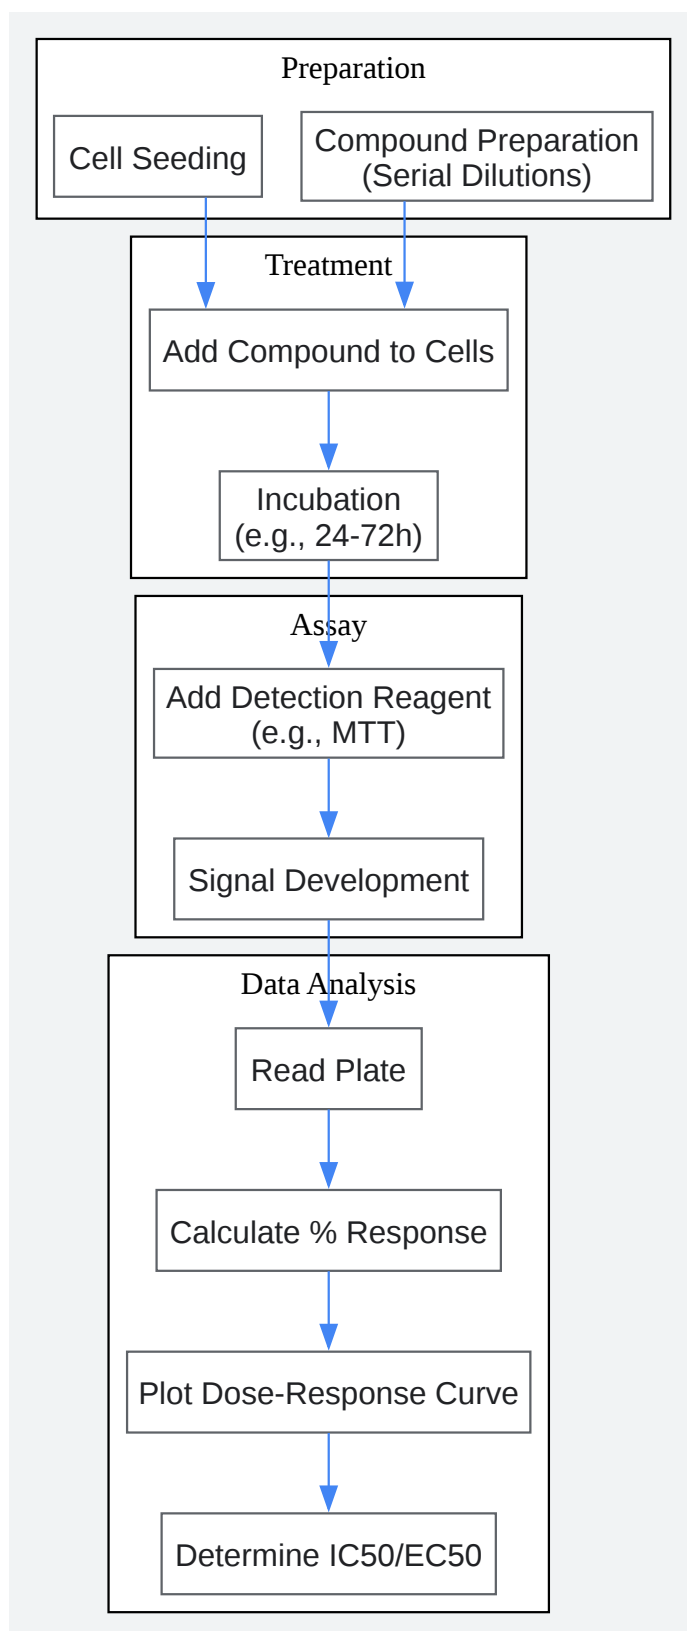 Preparation
Cell Seeding
Compound Preparation
(Serial Dilutions)
Treatment
Add Compound to Cells
Incubation
(e.g., 24-72h)
Assay
Add Detection Reagent
(e.g., MTT)
Signal Development
Data Analysis
Read Plate
Calculate % Response
Plot Dose-Response Curve
Determine IC50/EC50